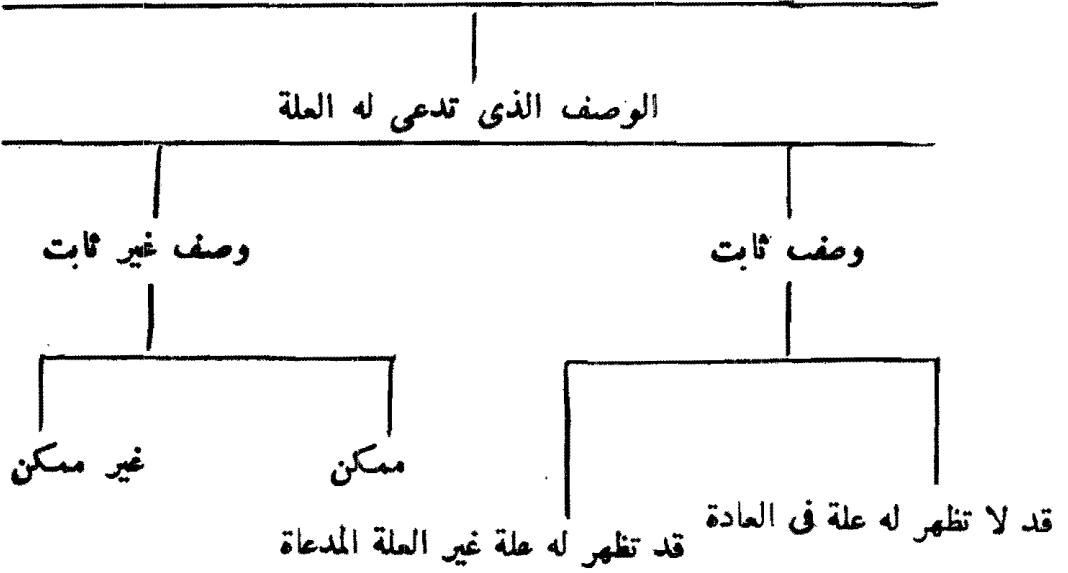 الوصف الذى تدعى له العلة
وصف ثابت
وصف غير ثابت
ممكن
غير ممكن
قد لا تظهر له علة فى العادة
قد تظهر له علة غير العلة المدعاة